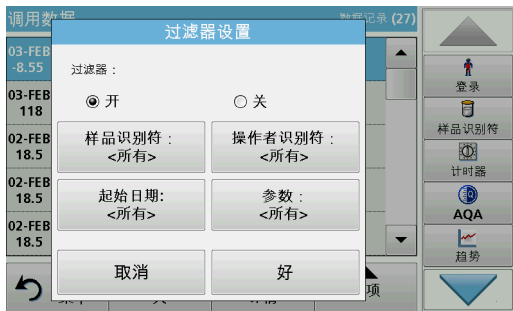 调用数据
数据记录 (27)
过滤器设置
03-FEB
-8.55
过滤器：
登录
03-FEB
118
开
关
样品识别符
02-FEB
18.5
样品识别符：
<所有>
操作者识别符：
<所有>
计时器
02-FEB
18.5
起始日期:
<所有>
参数：
<所有>
AQA
02-FEB
18.5
趋势
取消
好
项